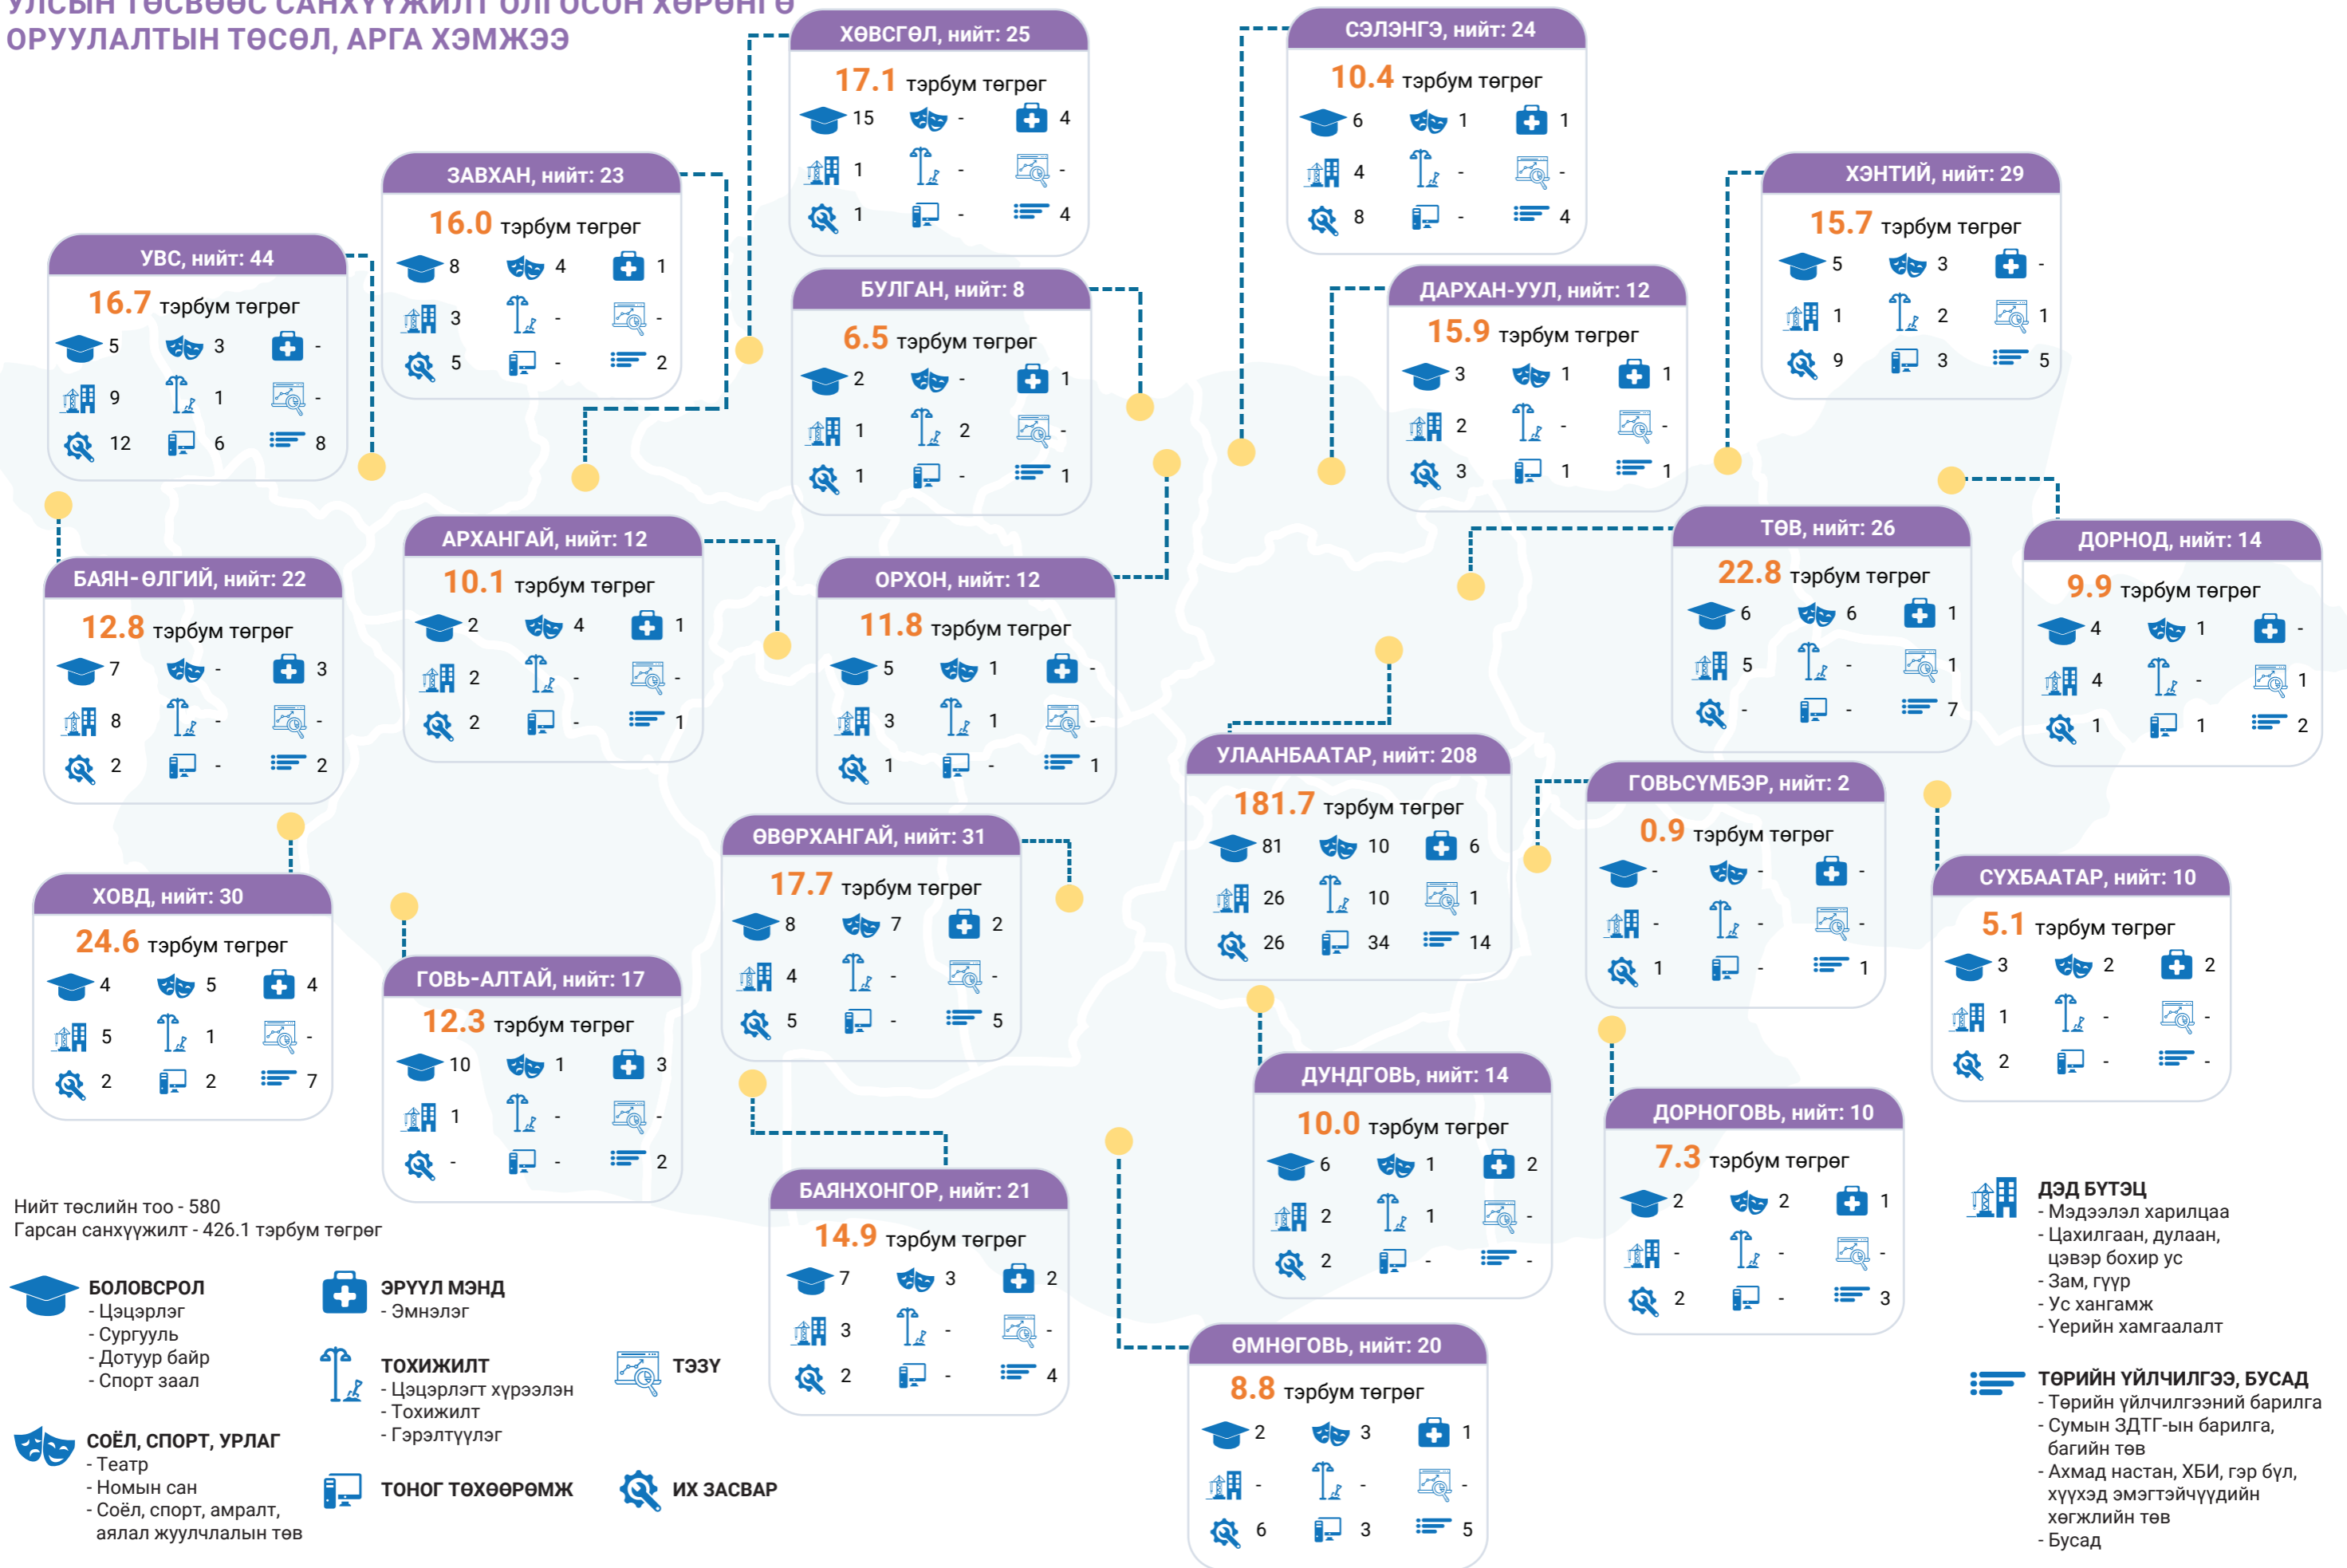 УЛСЫН ТӨСВӨӨС САНХҮҮЖИЛТ ОЛГОСОН ХӨРӨНГӨ
ОРУУЛАЛТЫН ТӨСӨЛ, АРГА ХЭМЖЭЭ
ХӨВСГӨЛ, нийт: 25
17.1 тэрбум төгрөг
15 - 4
1 - -
1 - 4
СЭЛЭНГЭ, нийт: 24
10.4 тэрбум төгрөг
6 1 1
4 - -
8 - 4
ЗАВХАН, нийт: 23
16.0 тэрбум төгрөг
8 4 1
3 - -
5 - 2
ХЭНТИЙ, нийт: 29
15.7 тэрбум төгрөг
5 3 -
1 2 1
9 3 5
УВС, нийт: 44
16.7 тэрбум төгрөг
5 3 -
9 1 -
12 6 8
БУЛГАН, нийт: 8
6.5 тэрбум төгрөг
2 - 1
1 2 -
1 - 1
ДАРХАН-УУЛ, нийт: 12
15.9 тэрбум төгрөг
3 1 1
2 - -
3 1 1
АРХАНГАЙ, нийт: 12
10.1 тэрбум төгрөг
2 4 1
2 - -
2 - 1
ТӨВ, нийт: 26
22.8 тэрбум төгрөг
6 6 1
5 - 1
- - 7
ДОРНОД, нийт: 14
9.9 тэрбум төгрөг
4 1 -
4 - 1
1 1 2
БАЯН-ӨЛГИЙ, нийт: 22
12.8 тэрбум төгрөг
7 - 3
8 - -
2 - 2
ОРХОН, нийт: 12
11.8 тэрбум төгрөг
5 1 -
3 1 -
1 - 1
УЛААНБААТАР, нийт: 208
181.7 тэрбум төгрөг
81 10 6
26 10 1
26 34 14
ГОВЬСҮМБЭР, нийт: 2
0.9 тэрбум төгрөг
- - -
- - -
1 - 1
ӨВӨРХАНГАЙ, нийт: 31
17.7 тэрбум төгрөг
8 7 2
4 - -
5 - 5
СҮХБААТАР, нийт: 10
5.1 тэрбум төгрөг
3 2 2
1 - -
2 - -
ХОВД, нийт: 30
24.6 тэрбум төгрөг
4 5 4
5 1 -
2 2 7
ГОВЬ-АЛТАЙ, нийт: 17
12.3 тэрбум төгрөг
10 1 3
1 - -
- - 2
ДУНДГОВЬ, нийт: 14
10.0 тэрбум төгрөг
6 1 2
2 1 -
2 - -
ДОРНОГОВЬ, нийт: 10
7.3 тэрбум төгрөг
2 2 1
- - -
2 - 3
БАЯНХОНГОР, нийт: 21
14.9 тэрбум төгрөг
7 3 2
3 - -
2 - 4
ӨМНӨГОВЬ, нийт: 20
8.8 тэрбум төгрөг
2 3 1
- - -
6 3 5
Нийт төслийн тоо - 580
Гарсан санхүүжилт - 426.1 тэрбум төгрөг
БОЛОВСРОЛ
- Цэцэрлэг
- Сургууль
- Дотуур байр
- Спорт заал
СОЁЛ, СПОРТ, УРЛАГ
- Театр
- Номын сан
- Соёл, спорт, амралт,
аялал жуулчлалын төв
ЭРҮҮЛ МЭНД
- Эмнэлэг
ТОХИЖИЛТ
- Цэцэрлэгт хүрээлэн
- Тохижилт
- Гэрэлтүүлэг
ТОНОГ ТӨХӨӨРӨМЖ
ТЭЗҮ
ИХ ЗАСВАР
ДЭД БҮТЭЦ
- Мэдээлэл харилцаа
- Цахилгаан, дулаан,
цэвэр бохир ус
- Зам, гүүр
- Ус хангамж
- Үерийн хамгаалалт
ТӨРИЙН ҮЙЛЧИЛГЭЭ, БУСАД
- Төрийн үйлчилгээний барилга
- Сумын ЗДТГ-ын барилга,
багийн төв
- Ахмад настан, ХБИ, гэр бүл,
хүүхэд эмэгтэйчүүдийн
хөгжлийн төв
- Бусад